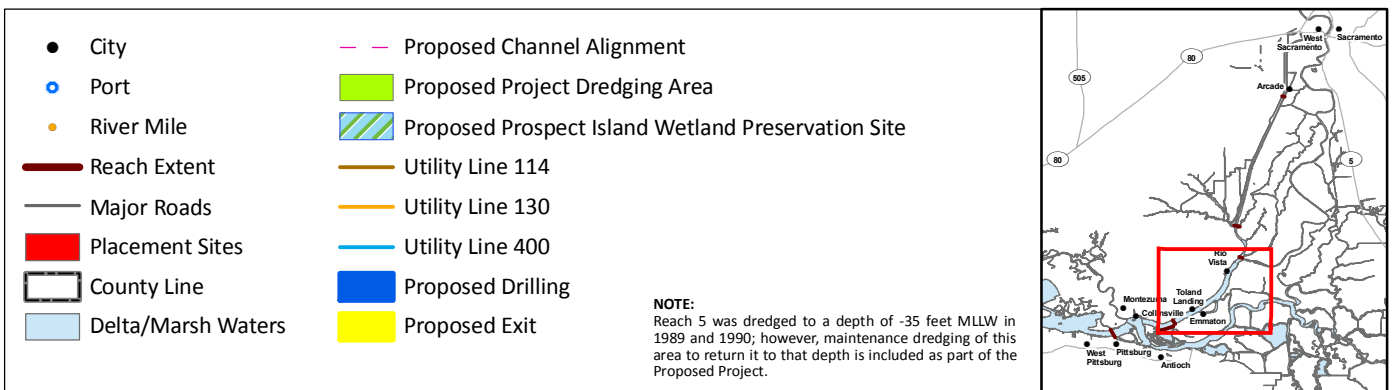 City
Port
River Mile
Reach Extent
Major Roads
Placement Sites
County Line
Delta/Marsh Waters
Proposed Channel Alignment
Proposed Project Dredging Area
Proposed Prospect Island Wetland Preservation Site
Utility Line 114
Utility Line 130
Utility Line 400
Proposed Drilling
Proposed Exit
NOTE:
Reach 5 was dredged to a depth of -35 feet MLLW in
1989 and 1990; however, maintenance dredging of this
area to return it to that depth is included as part of the
Proposed Project.
West
Sacramento
Sacramento
80
505
Arcade
80
5
Rio
Vista
Toland
Landing
Montezuma
Collinsville
Emmaton
West
Pittsburg
Pittsburg
Antioch